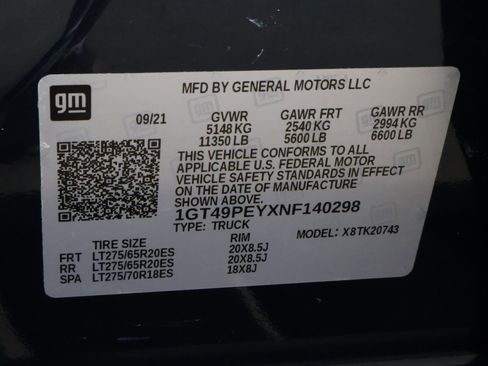 gm
MFD BY GENERAL MOTORS LLC
09/21 GVWR GAWR FRT GAWR RR
5148 KG 2540 KG 2994 KG
11350 LB 5600 LB 6600 LB
THIS VEHICLE CONFORMS TO ALL
APPLICABLE U.S. FEDERAL MOTOR
VEHICLE SAFETY STANDARDS IN EFFECT
ON THE DATE OF MANUFACTURE
SHOWN ABOVE.
1GT49PEYXNF140298
TYPE: TRUCK MODEL: X8TK20743
TIRE SIZE RIM
FRT LT275/65R20ES 20X8.5J
RR LT275/65R20ES 20X8.5J
SPA LT275/70R18ES 18X8J